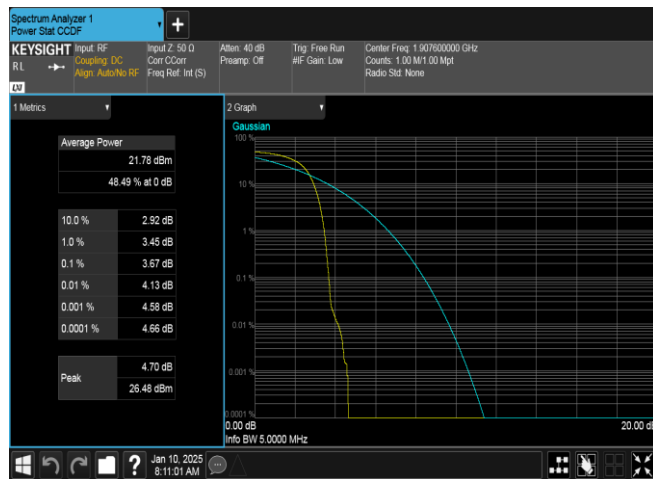 Spectrum Analyzer 1
Power Stat CCDF
+
KEYSIGHT
RL
LXI
Input: RF
Coupling: DC
Align: Auto/No RF
Input Z: 50 Ω
Corr CCorr
Freq Ref: Int (S)
Atten: 40 dB
Preamp: Off
Trig: Free Run
#IF Gain: Low
Center Freq: 1.907600000 GHz
Counts: 1.00 M/1.00 Mpt
Radio Std: None
1 Metrics
Average Power
21.78 dBm
48.49 % at 0 dB
10.0 % 2.92 dB
1.0 % 3.45 dB
0.1 % 3.67 dB
0.01 % 4.13 dB
0.001 % 4.58 dB
0.0001 % 4.66 dB
Peak
4.70 dB
26.48 dBm
2 Graph
Gaussian
100 %
10 %
1 %
0.1 %
0.01 %
0.001 %
0.0001 %
0.00 dB
20.00 d
Info BW 5.0000 MHz
?
Jan 10, 2025
8:11:01 AM